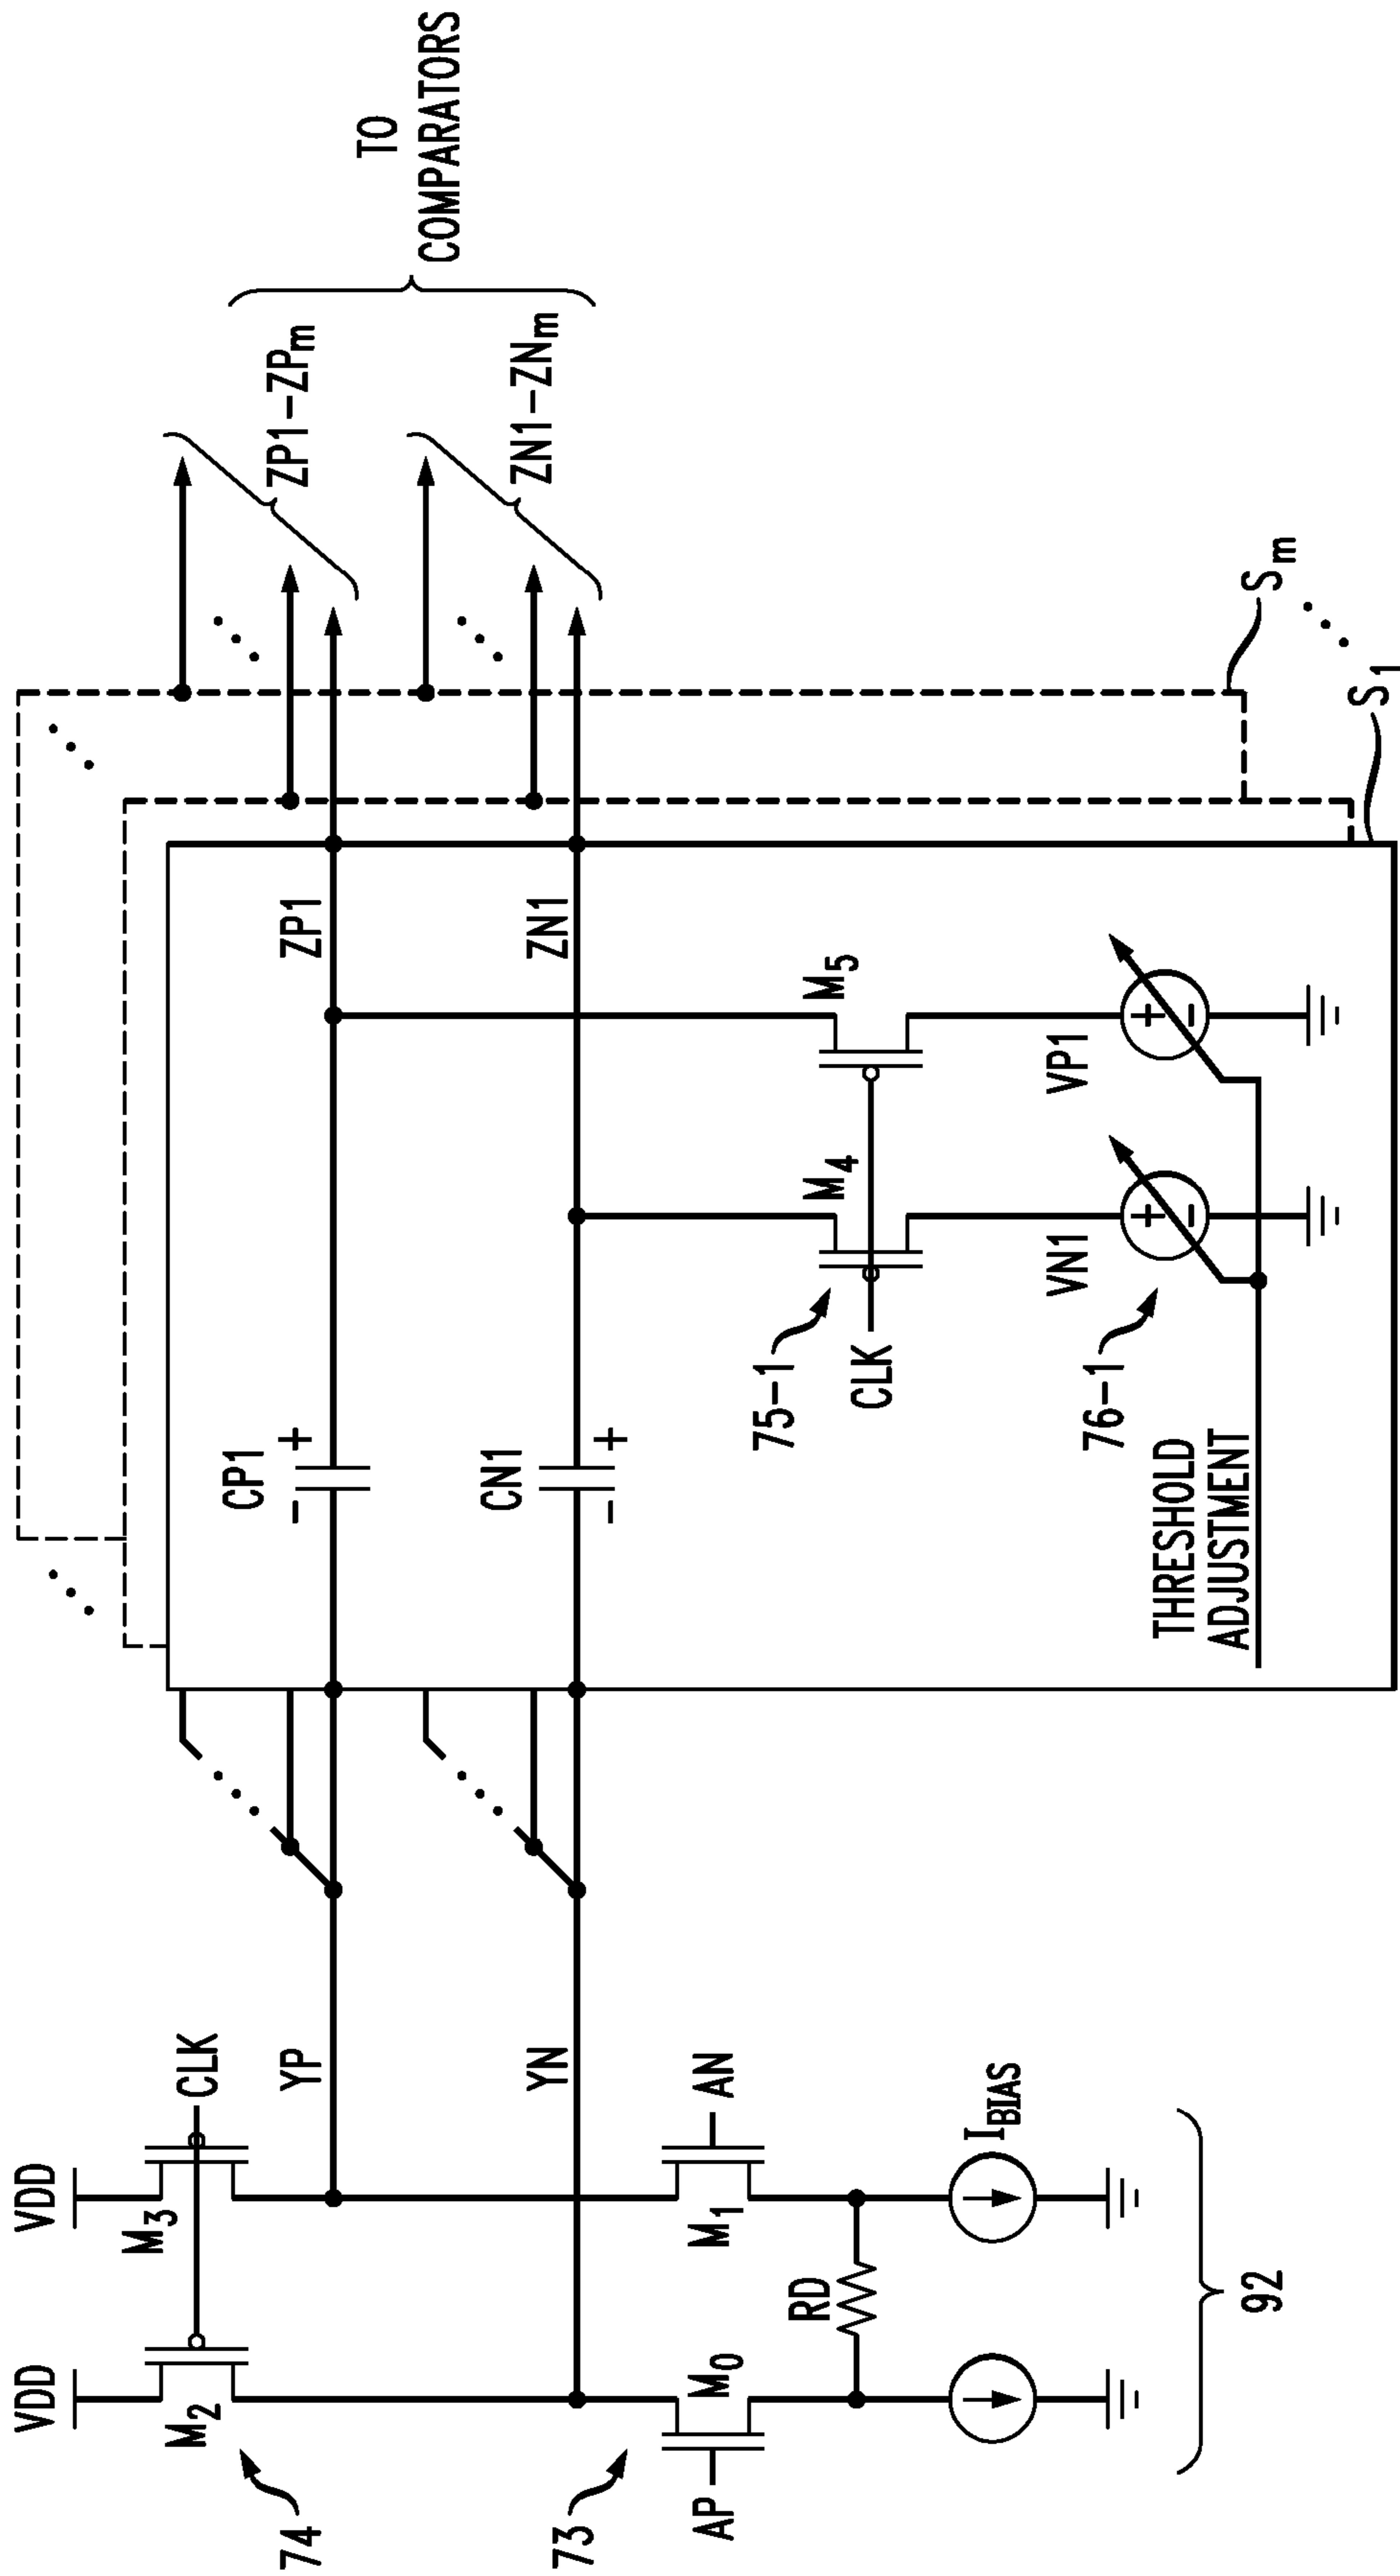 VDD
VDD
M2
M3
CLK
74
YP
YN
73
AP
M0
M1
AN
RD
IBIAS
92
CP1
-
+
CN1
-
+
ZP1
ZN1
75-1
M4
M5
CLK
76-1
VN1
+
-
VP1
+
-
THRESHOLD
ADJUSTMENT
S1
Sm
ZP1-ZPm
ZN1-ZNm
TO
COMPARATORS